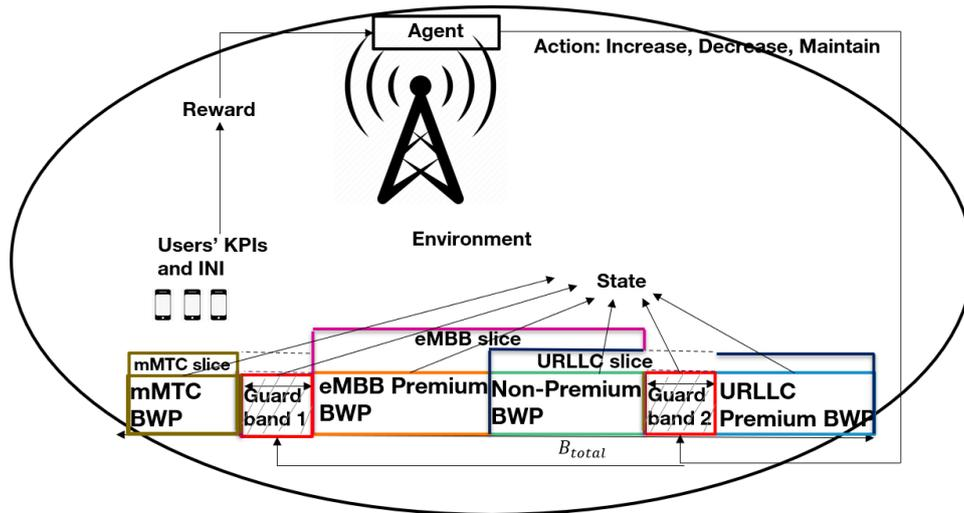 Agent
Action: Increase, Decrease, Maintain
Reward
Environment
Users' KPIs
and INI
State
eMBB slice
mMTC slice
URLLC slice
mMTC
BWP
Guard
band 1
eMBB Premium
BWP
Non-Premium
BWP
Guard
band 2
URLLC
Premium BWP
B_total